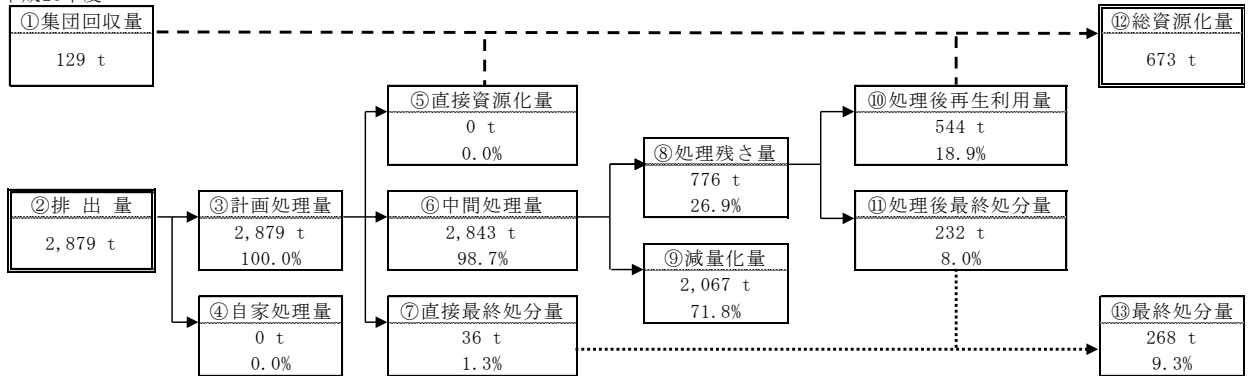 ①集団回収量
129 t
⑫総資源化量
673 t
⑤直接資源化量
0 t
0.0%
⑩処理後再生利用量
544 t
18.9%
⑧処理残さ量
776 t
26.9%
②排 出 量
2,879 t
③計画処理量
2,879 t
100.0%
⑥中間処理量
2,843 t
98.7%
⑪処理後最終処分量
232 t
8.0%
⑨減量化量
2,067 t
71.8%
④自家処理量
0 t
0.0%
⑦直接最終処分量
36 t
1.3%
⑬最終処分量
268 t
9.3%